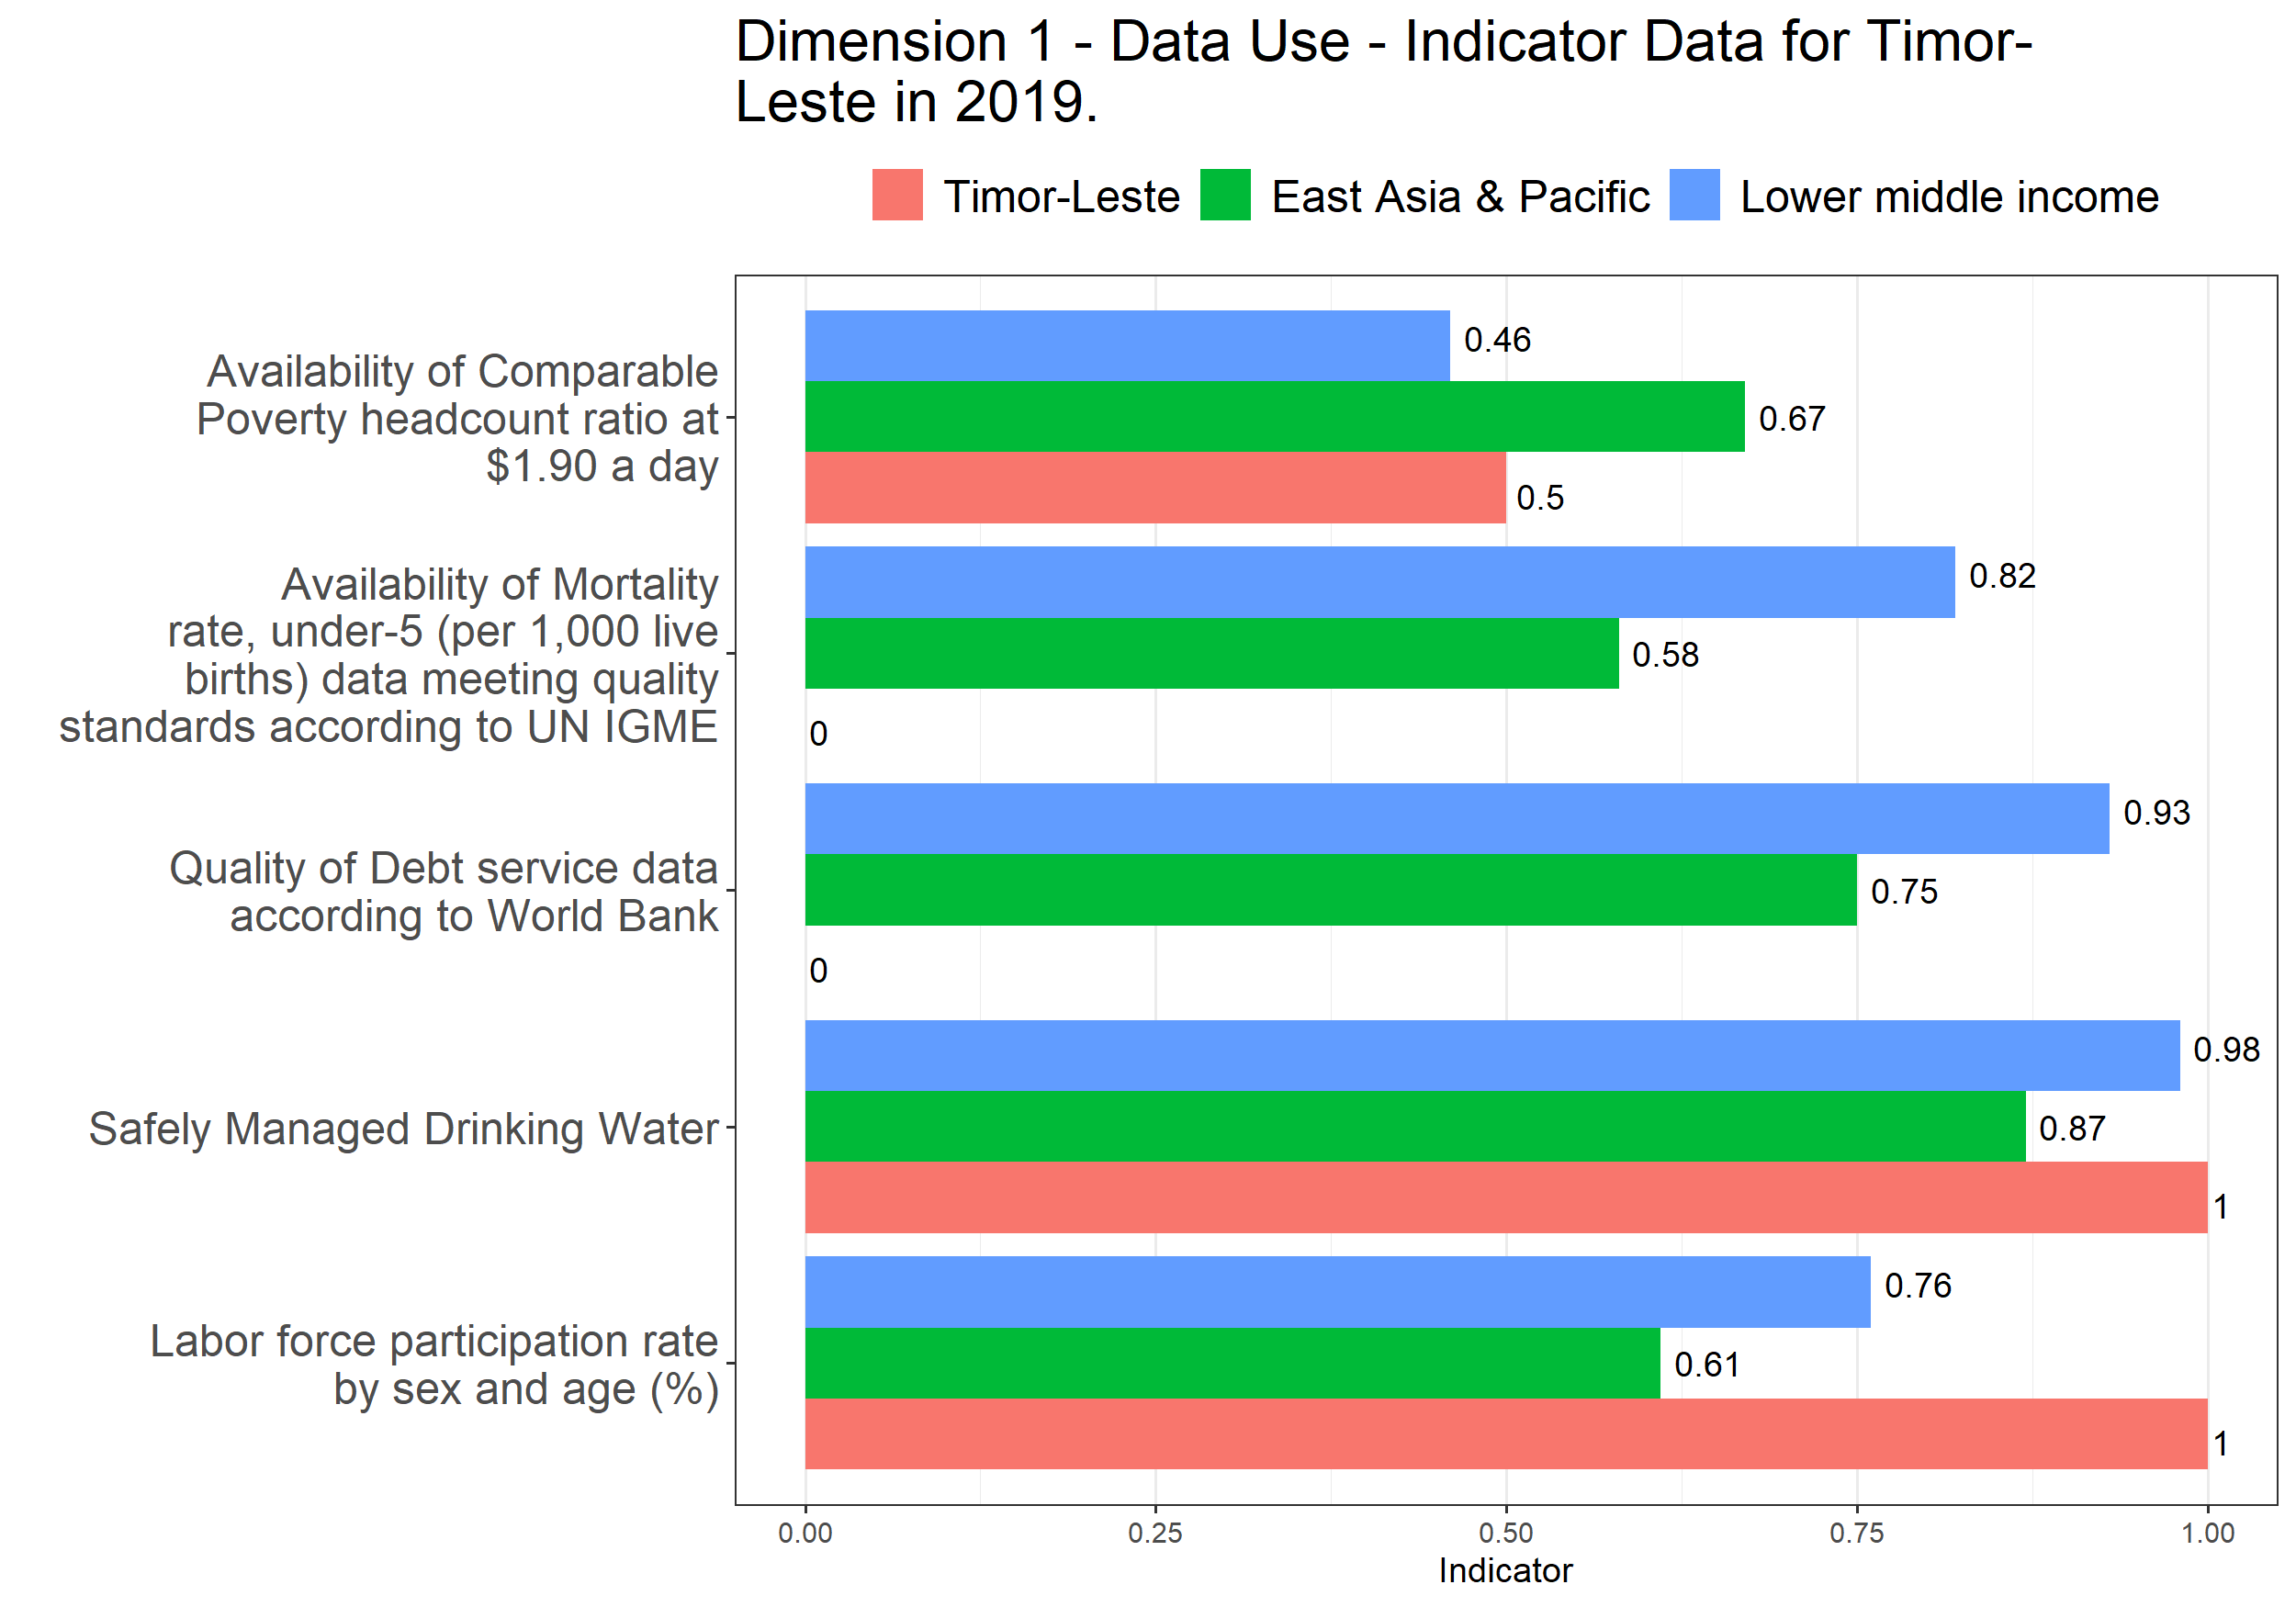 Dimension 1 - Data Use - Indicator Data for Timor-
Leste in 2019.
Timor-Leste
East Asia & Pacific
Lower middle income
Availability of Comparable
Poverty headcount ratio at
$1.90 a day
0.46
0.67
0.5
Availability of Mortality
rate, under-5 (per 1,000 live
births) data meeting quality
standards according to UN IGME
0.82
0.58
0
Quality of Debt service data
according to World Bank
0.93
0.75
0
Safely Managed Drinking Water
0.98
0.87
1
Labor force participation rate
by sex and age (%)
0.76
0.61
1
0.00
0.25
0.50
0.75
1.00
Indicator